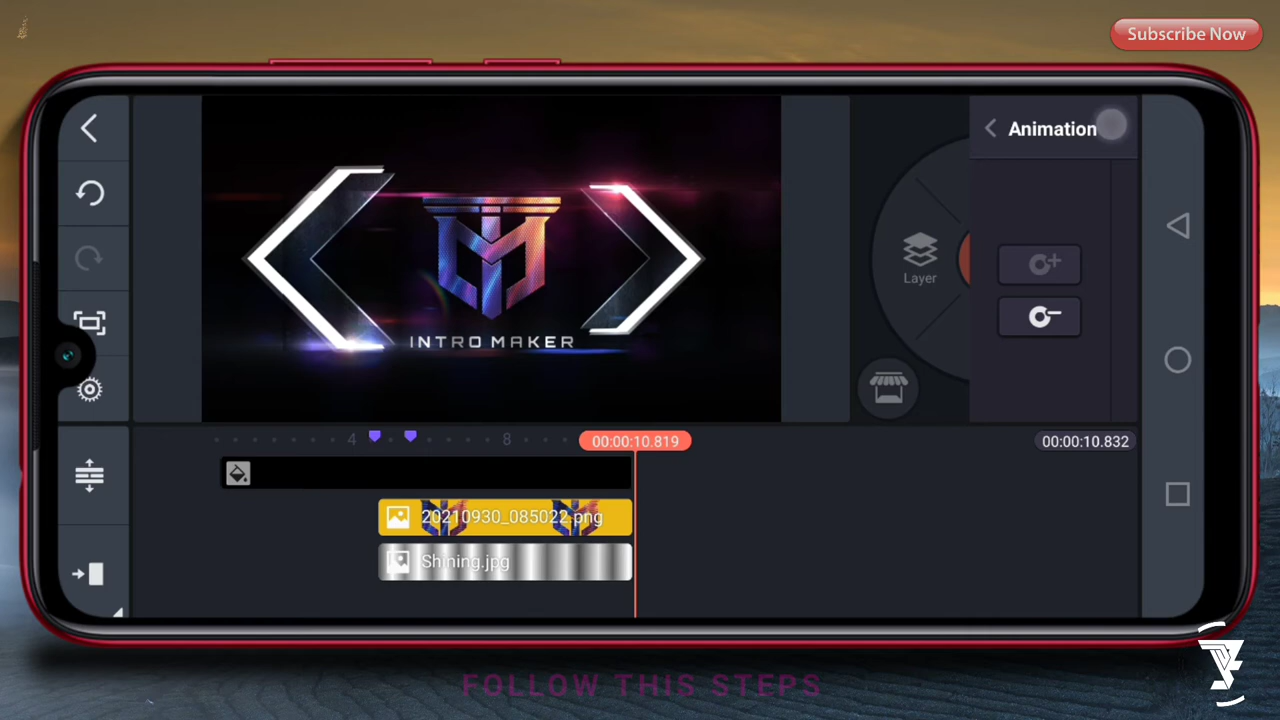 Subscribe Now
Animation
Layer
INTRO MAKER
4
8
00:00:10.819
00:00:10.832
20210930_085022.png
Shining.jpg
FOLLOW THIS STEPS